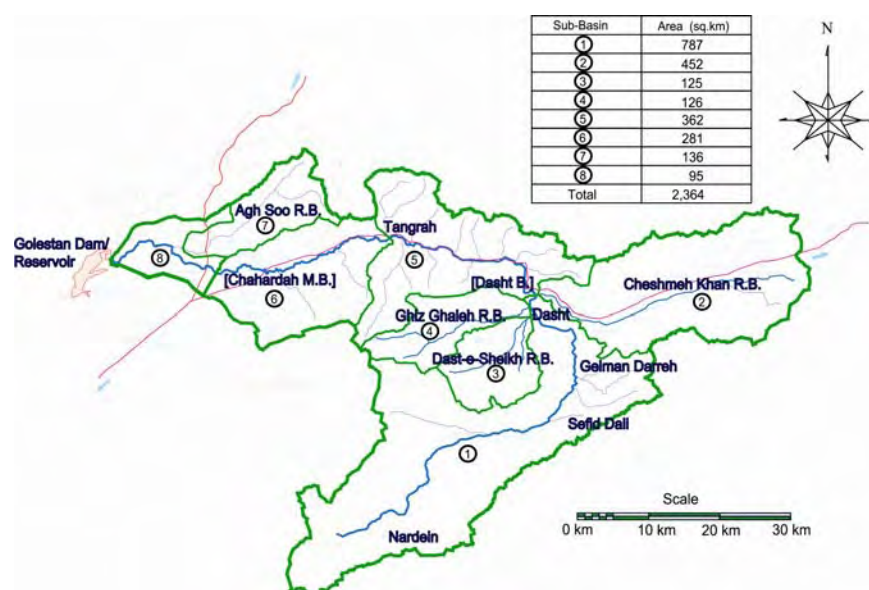 Sub-Basin Area (sq.km)
1 787
2 452
3 125
4 126
5 362
6 281
7 136
8 95
Total 2,364
N
Agh Soo R.B.
7
Tangrah
Golestan Dam/
Reservoir
8
5
[Chahardah M.B.]
6
[Dasht B.]
Cheshmeh Khan R.B.
2
Ghiz Ghaleh R.B.
4
Dasht
Dast-e-Sheikh R.B.
3
Gelman Darreh
Sefid Dali
1
Nardein
Scale
0 km 10 km 20 km 30 km